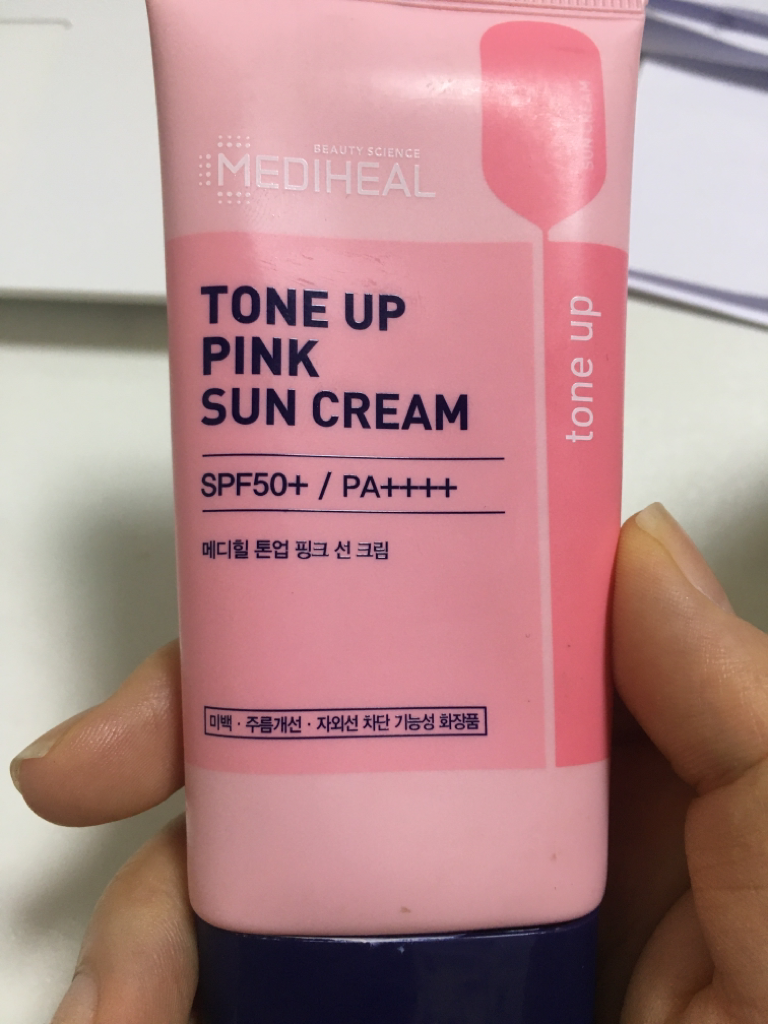 BEAUTY SCIENCE
MEDIHEAL
TONE UP
PINK
SUN CREAM
SPF50+ / PA++++
메디힐 톤업 핑크 선 크림
미백 · 주름개선 · 자외선 차단 기능성 화장품
tone up
SUN CREAM